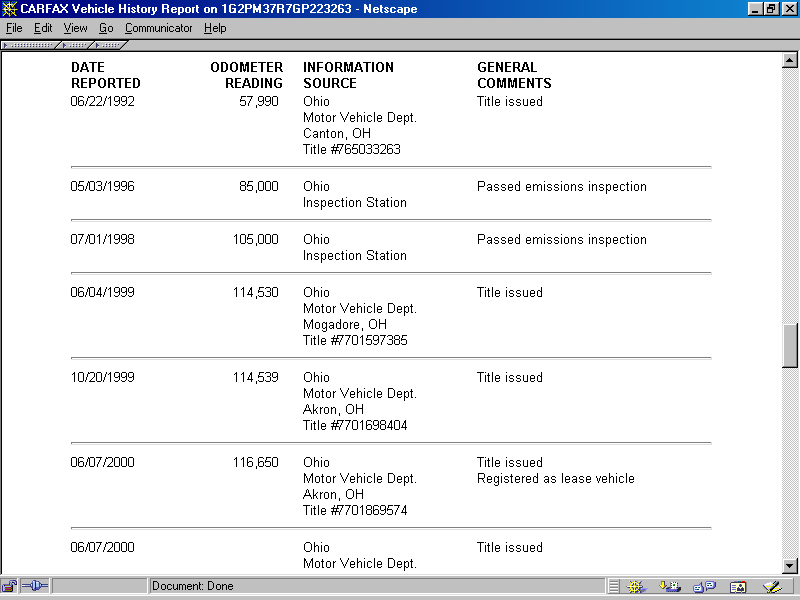 CARFAX Vehicle History Report on 1G2PM37R7GP223263 - Netscape
File Edit View Go Communicator Help
DATE REPORTED ODOMETER READING INFORMATION SOURCE GENERAL COMMENTS
06/22/1992 57,990 Ohio Title issued
Motor Vehicle Dept.
Canton, OH
Title #765033263
05/03/1996 85,000 Ohio Passed emissions inspection
Inspection Station
07/01/1998 105,000 Ohio Passed emissions inspection
Inspection Station
06/04/1999 114,530 Ohio Title issued
Motor Vehicle Dept.
Mogadore, OH
Title #7701597385
10/20/1999 114,539 Ohio Title issued
Motor Vehicle Dept.
Akron, OH
Title #7701698404
06/07/2000 116,650 Ohio Title issued
Motor Vehicle Dept. Registered as lease vehicle
Akron, OH
Title #7701869574
06/07/2000 Ohio Title issued
Motor Vehicle Dept.
Document: Done